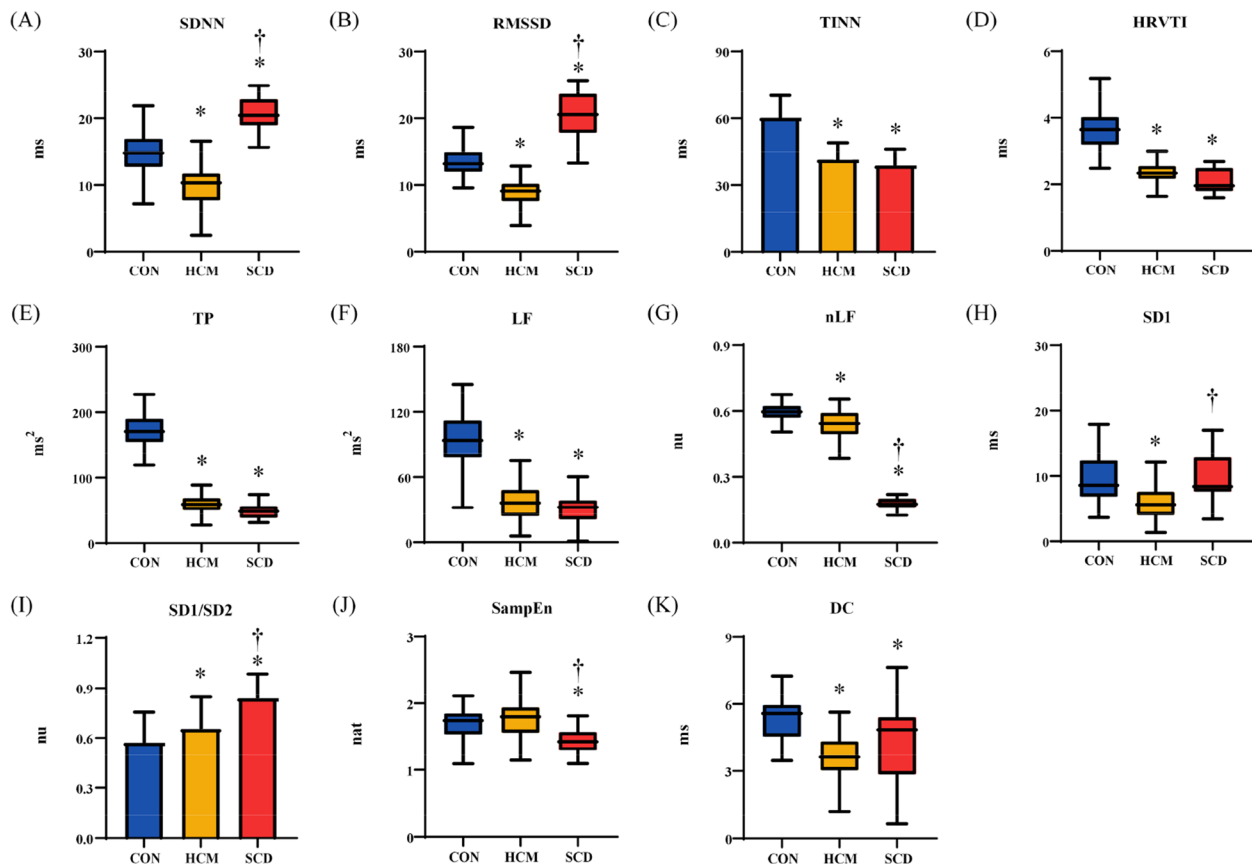 (A) SDNN
†
*
*
30
20
10
0
ms
CON HCM SCD
(B) RMSSD
†
*
*
30
20
10
0
ms
CON HCM SCD
(C) TINN
* *
90
60
30
0
ms
CON HCM SCD
(D) HRVTI
* *
6
4
2
0
ms
CON HCM SCD
(E) TP
* *
300
200
100
0
ms²
CON HCM SCD
(F) LF
* *
180
120
60
0
ms²
CON HCM SCD
(G) nLF
*
†
*
0.9
0.6
0.3
0.0
nu
CON HCM SCD
(H) SD1
†
*
30
20
10
0
ms
CON HCM SCD
(I) SD1/SD2
†
* *
1.2
0.9
0.6
0.3
0.0
nu
CON HCM SCD
(J) SampEn
†
*
3
2
1
0
nat
CON HCM SCD
(K) DC
* *
9
6
3
0
ms
CON HCM SCD